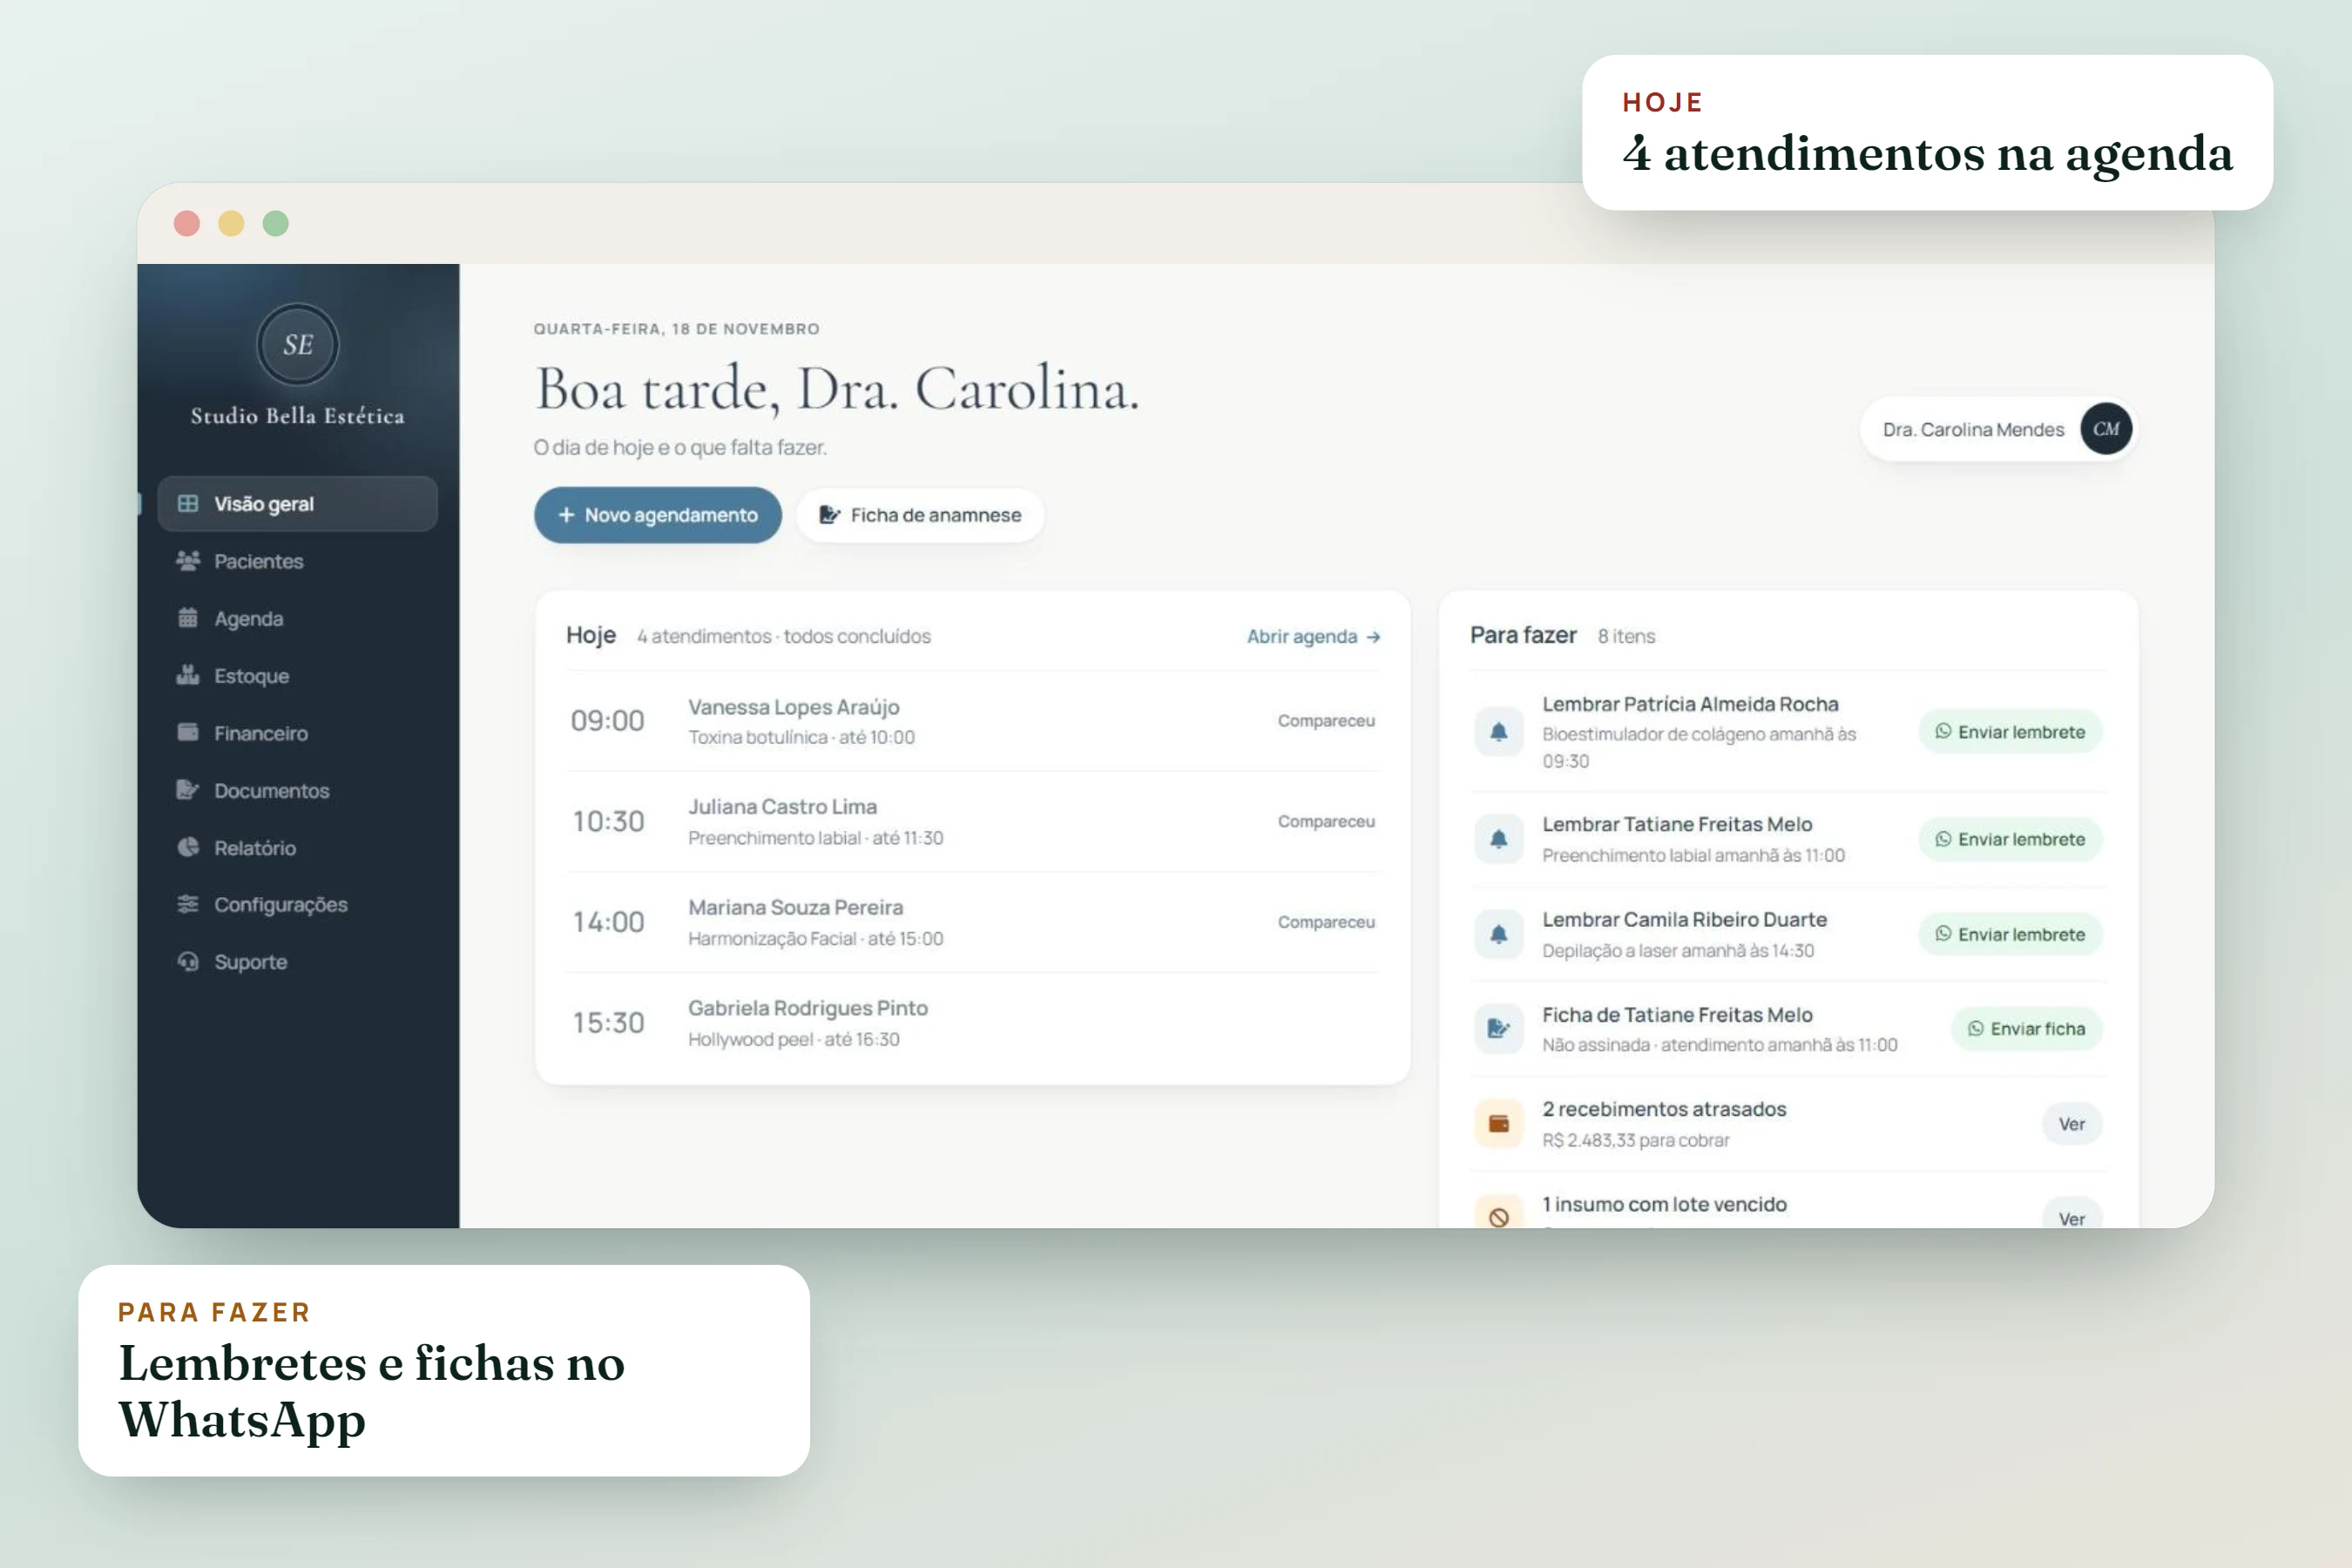 HOJE
4 atendimentos na agenda
SE
Studio Bella Estética
Visão geral
Pacientes
Agenda
Estoque
Financeiro
Documentos
Relatório
Configurações
Suporte
QUARTA-FEIRA, 18 DE NOVEMBRO
Boa tarde, Dra. Carolina.
O dia de hoje e o que falta fazer.
Dra. Carolina Mendes
CM
Novo agendamento
Ficha de anamnese
Hoje 4 atendimentos · todos concluídos Abrir agenda →
09:00
Vanessa Lopes Araújo
Toxina botulínica · até 10:00
Compareceu
10:30
Juliana Castro Lima
Preenchimento labial · até 11:30
Compareceu
14:00
Mariana Souza Pereira
Harmonização Facial · até 15:00
Compareceu
15:30
Gabriela Rodrigues Pinto
Hollywood peel · até 16:30
Para fazer 8 itens
Lembrar Patrícia Almeida Rocha
Bioestimulador de colágeno amanhã às
09:30
Enviar lembrete
Lembrar Tatiane Freitas Melo
Preenchimento labial amanhã às 11:00
Enviar lembrete
Lembrar Camila Ribeiro Duarte
Depilação a laser amanhã às 14:30
Enviar lembrete
Ficha de Tatiane Freitas Melo
Não assinada · atendimento amanhã às 11:00
Enviar ficha
2 recebimentos atrasados
R$ 2.483,33 para cobrar
Ver
1 insumo com lote vencido
Ver
PARA FAZER
Lembretes e fichas no
WhatsApp